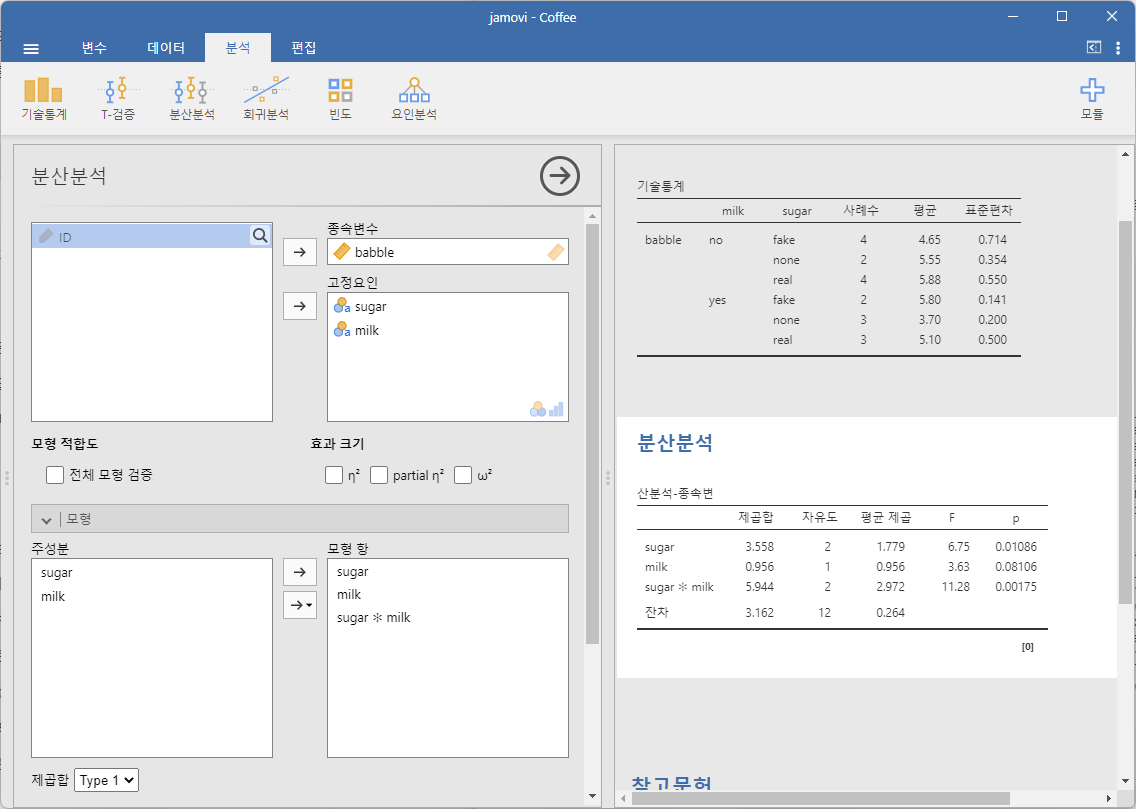 jamovi - Coffee
변수 데이터 분석 편집
기술통계 T-검증 분산분석 회귀분석 빈도 요인분석 모듈
분산분석
ID
종속변수
babble
고정요인
sugar
milk
모형 적합도 효과 크기
전체 모형 검증 η² partial η² ω²
모형
주성분 모형 항
sugar sugar
milk milk
sugar ✻ milk
제곱합 Type 1
기술통계
milk sugar 사례수 평균 표준편차
babble no fake 4 4.65 0.714
none 2 5.55 0.354
real 4 5.88 0.550
yes fake 2 5.80 0.141
none 3 3.70 0.200
real 3 5.10 0.500
분산분석
산분석-종속변
제곱합 자유도 평균 제곱 F p
sugar 3.558 2 1.779 6.75 0.01086
milk 0.956 1 0.956 3.63 0.08106
sugar ✻ milk 5.944 2 2.972 11.28 0.00175
잔차 3.162 12 0.264
[0]
참고문헌